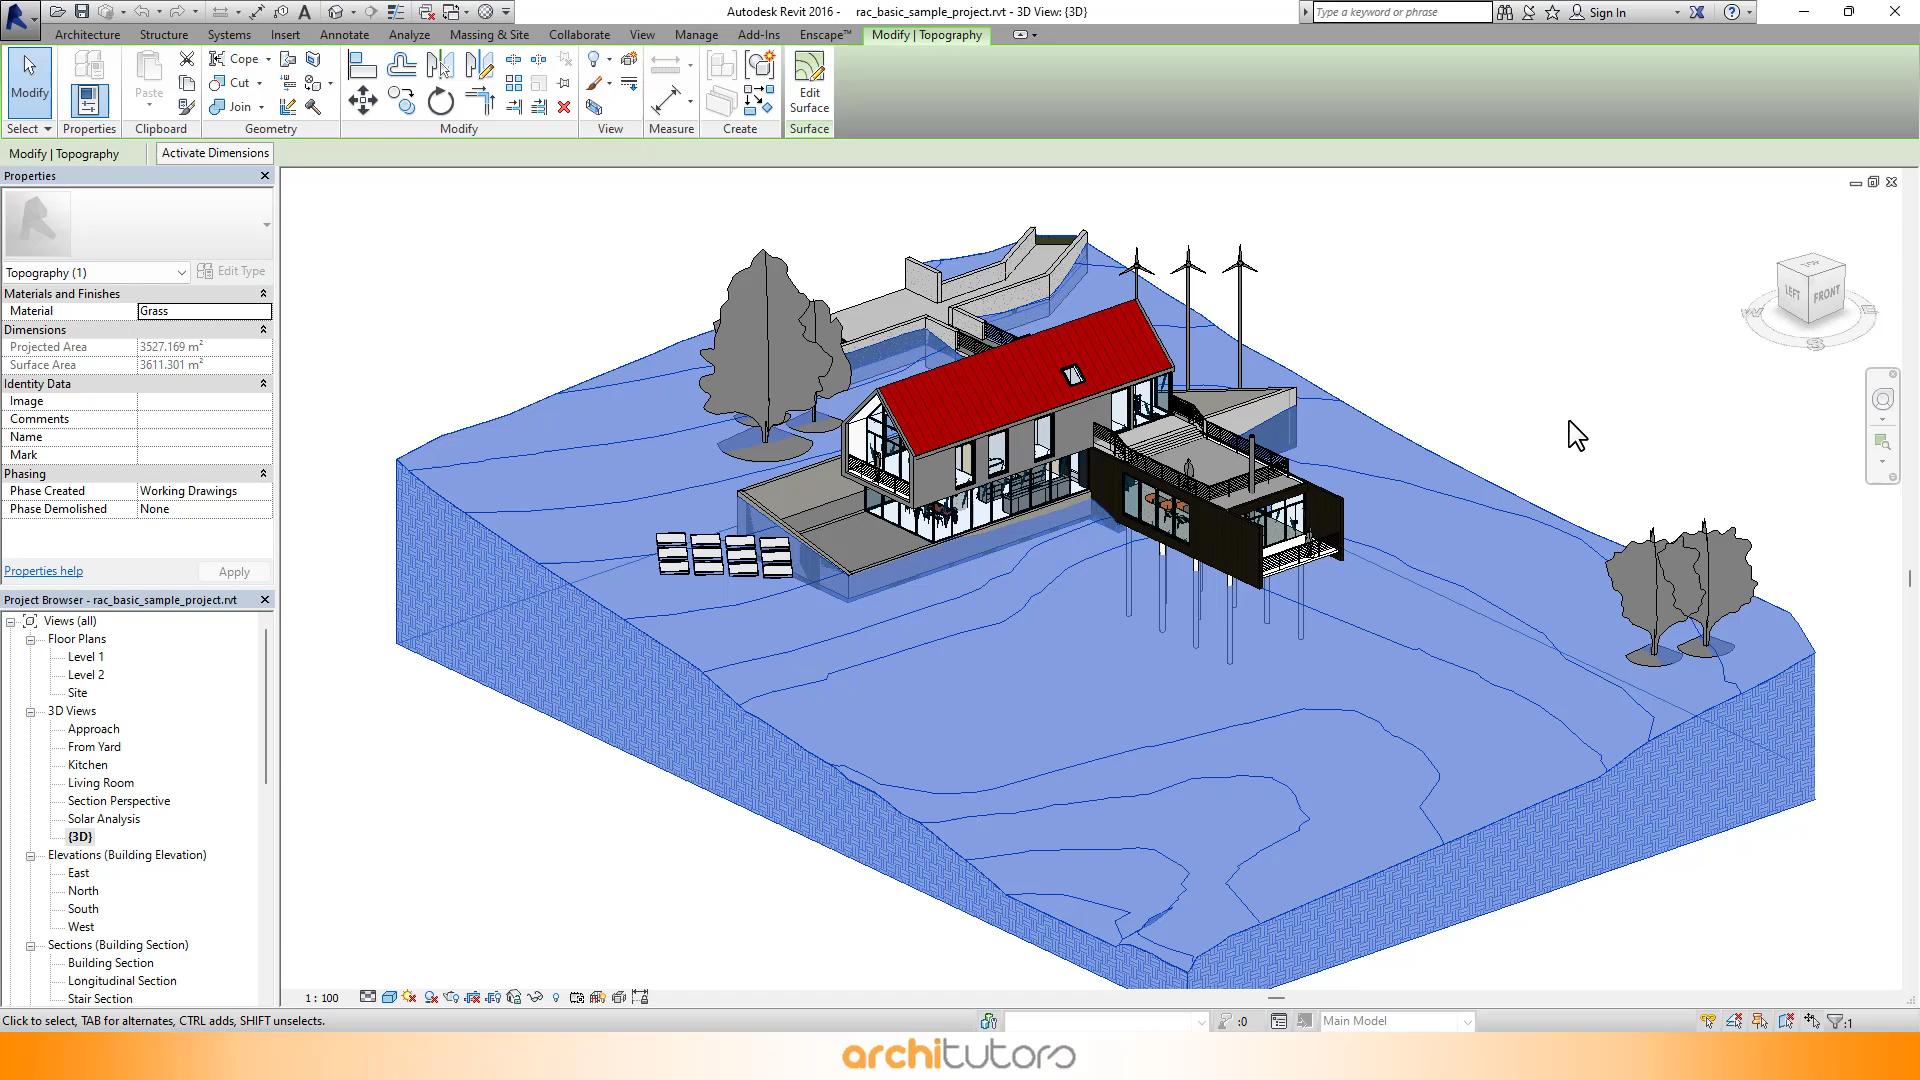 Autodesk Revit 2016 - rac_basic_sample_project.rvt - 3D View: {3D}
Type a keyword or phrase
Sign In
Architecture Structure Systems Insert Annotate Analyze Massing & Site Collaborate View Manage Add-Ins Enscape™ Modify | Topography
Modify
Paste
Cope
Cut
Join
Edit
Surface
Select Properties Clipboard Geometry Modify View Measure Create Surface
Modify | Topography Activate Dimensions
Properties
Topography (1) Edit Type
Materials and Finishes
Material Grass
Dimensions
Projected Area 3527.169 m²
Surface Area 3611.301 m²
Identity Data
Image
Comments
Name
Mark
Phasing
Phase Created Working Drawings
Phase Demolished None
Properties help Apply
Project Browser - rac_basic_sample_project.rvt
Views (all)
Floor Plans
Level 1
Level 2
Site
3D Views
Approach
From Yard
Kitchen
Living Room
Section Perspective
Solar Analysis
{3D}
Elevations (Building Elevation)
East
North
South
West
Sections (Building Section)
Building Section
Longitudinal Section
Stair Section
TOP
LEFT FRONT
W S E
1 : 100
Click to select, TAB for alternates, CTRL adds, SHIFT unselects.
:0
Main Model
:1
architutors